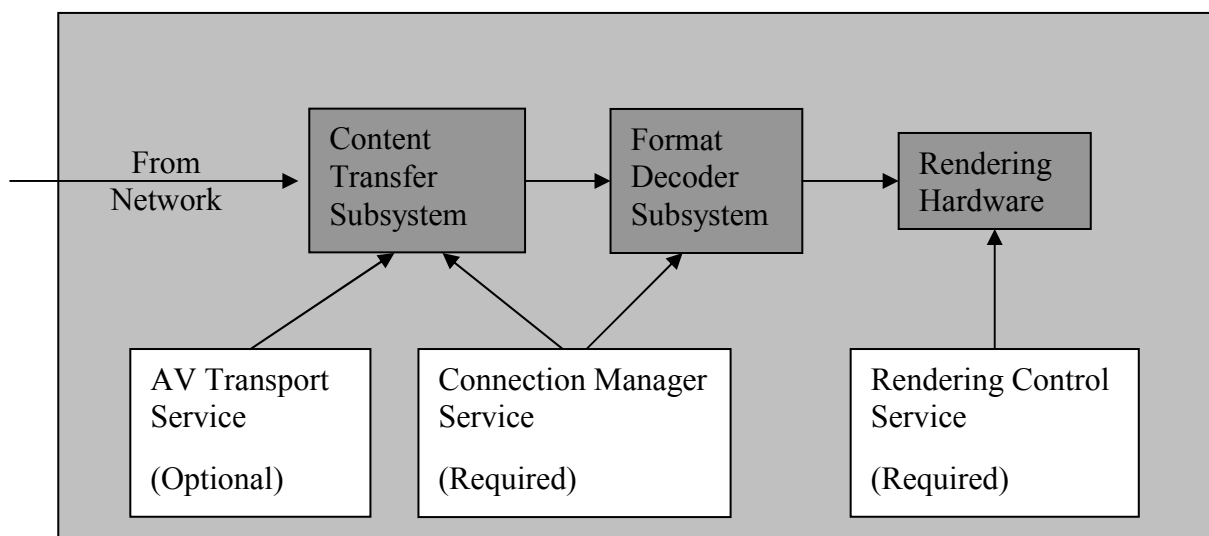 From
Network
Content
Transfer
Subsystem
Format
Decoder
Subsystem
Rendering
Hardware
AV Transport
Service
(Optional)
Connection Manager
Service
(Required)
Rendering Control
Service
(Required)